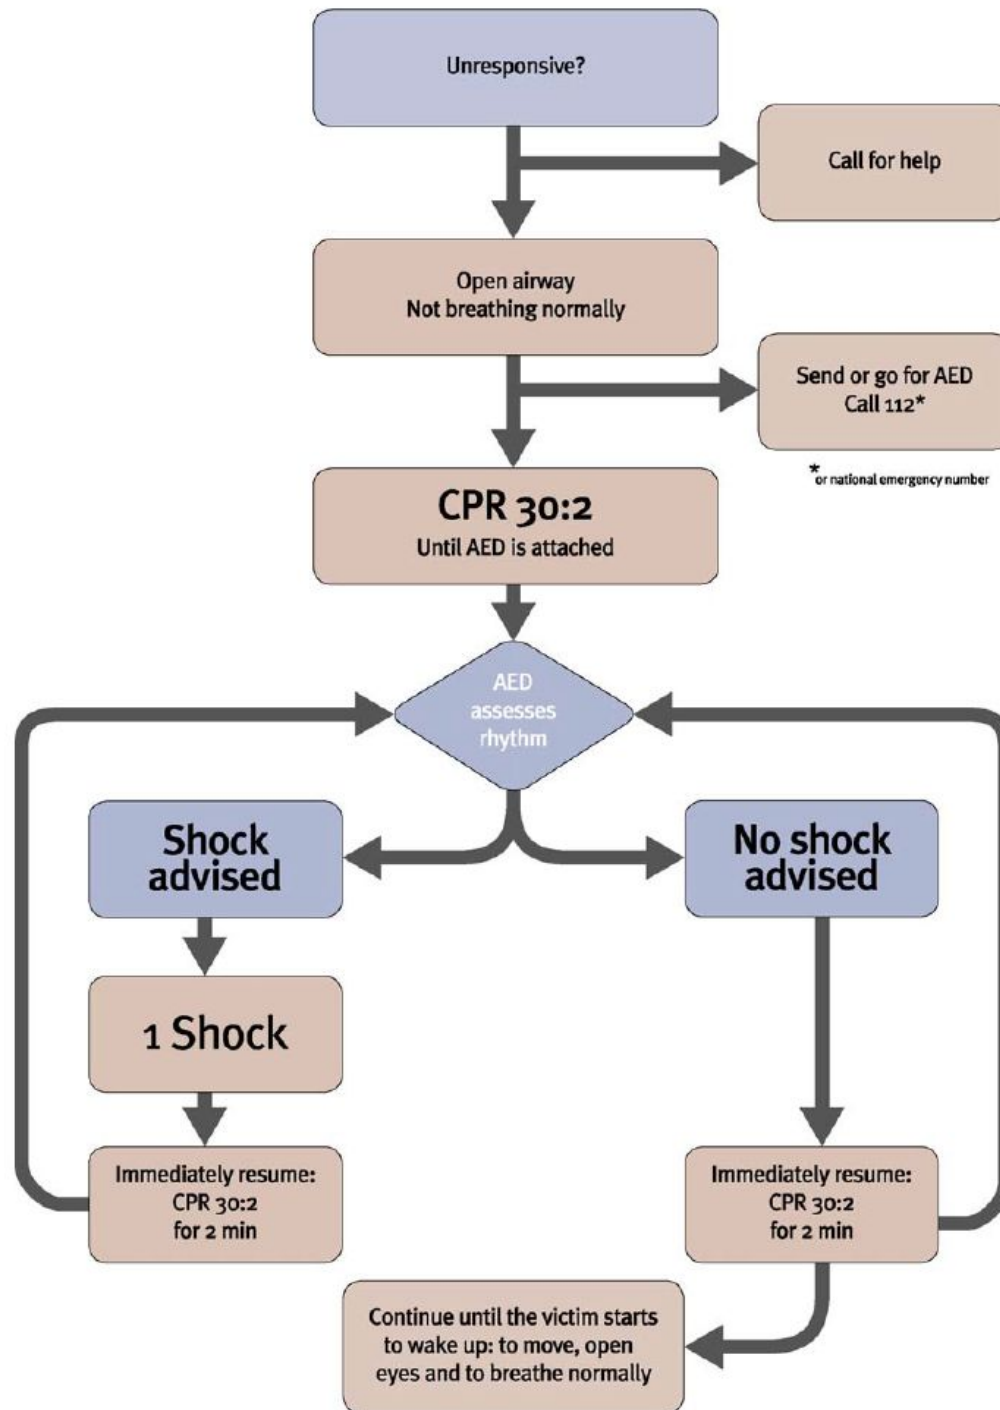 Unresponsive?
Call for help
Open airway
Not breathing normally
Send or go for AED
Call 112*
*or national emergency number
CPR 30:2
Until AED is attached
AED
assesses
rhythm
Shock
advised
No shock
advised
1 Shock
Immediately resume:
CPR 30:2
for 2 min
Immediately resume:
CPR 30:2
for 2 min
Continue until the victim starts
to wake up: to move, open
eyes and to breathe normally